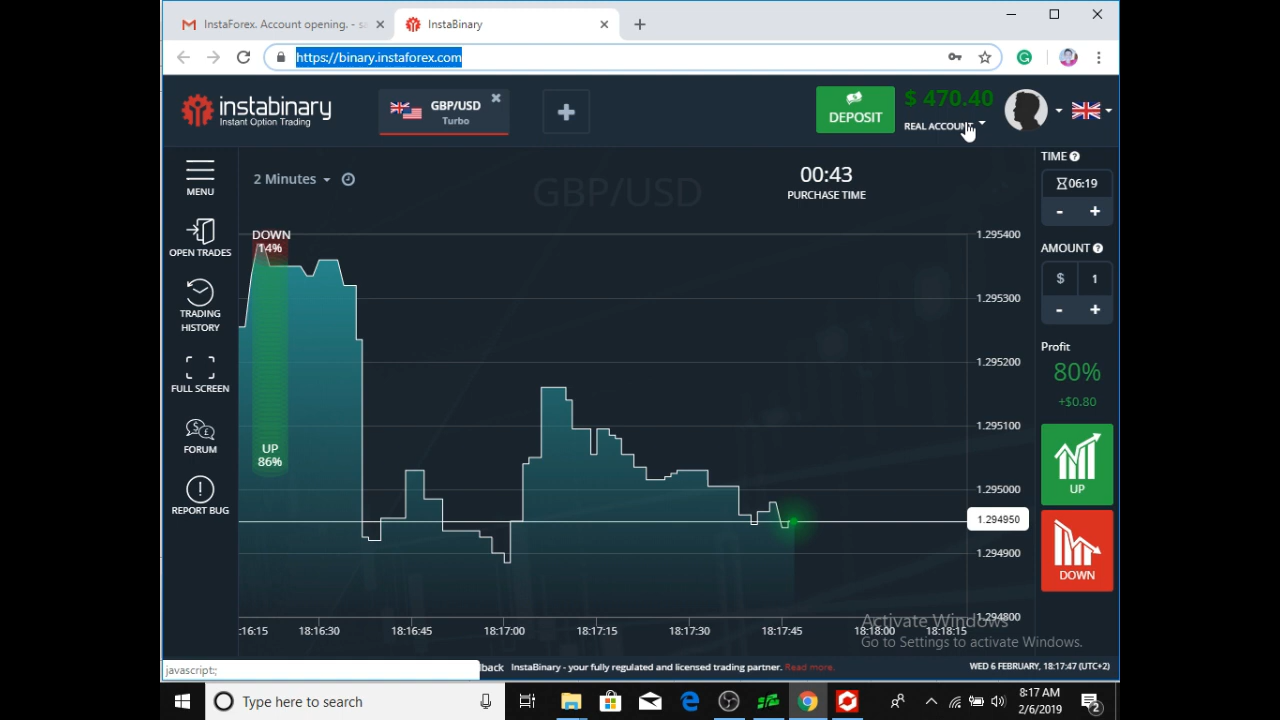 InstaForex. Account opening. - sa
InstaBinary
https://binary.instaforex.com
instabinary
Instant Option Trading
GBP/USD
Turbo
DEPOSIT
$ 470.40
REAL ACCOUNT
MENU
OPEN TRADES
TRADING
HISTORY
FULL SCREEN
FORUM
REPORT BUG
2 Minutes
GBP/USD
00:43
PURCHASE TIME
DOWN
14%
UP
86%
1.295400
1.295300
1.295200
1.295100
1.295000
1.294950
1.294900
1.294800
:16:15
18:16:30
18:16:45
18:17:00
18:17:15
18:17:30
18:17:45
18:18:00
18:18:15
TIME
06:19
- +
AMOUNT
$ 1
- +
Profit
80%
+$0.80
UP
DOWN
Activate Windows
Go to Settings to activate Windows.
javascript:;
back InstaBinary - your fully regulated and licensed trading partner. Read more.
WED 6 FEBRUARY, 18:17:47 (UTC+2)
Type here to search
8:17 AM
2/6/2019
2